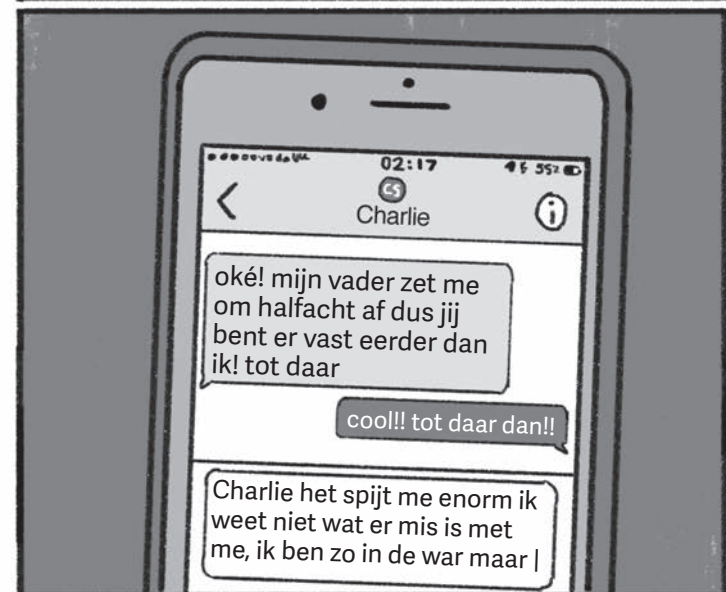 02:17
55%
CS
Charlie
oké! mijn vader zet me
om halfacht af dus jij
bent er vast eerder dan
ik! tot daar
cool!! tot daar dan!!
Charlie het spijt me enorm ik
weet niet wat er mis is met
me, ik ben zo in de war maar